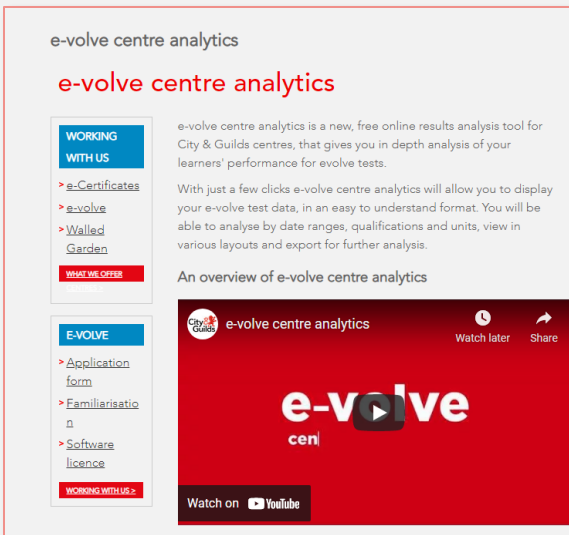 e-volve centre analytics
e-volve centre analytics
WORKING
WITH US
> e-Certificates
> e-volve
> Walled
Garden
WHAT WE OFFER
E-VOLVE
> Application
form
> Familiarisatio
n
> Software
licence
WORKING WITH US >
e-volve centre analytics is a new, free online results analysis tool for
City & Guilds centres, that gives you in depth analysis of your
learners' performance for evolve tests.
With just a few clicks e-volve centre analytics will allow you to display
your e-volve test data, in an easy to understand format. You will be
able to analyse by date ranges, qualifications and units, view in
various layouts and export for further analysis.
An overview of e-volve centre analytics
City &
Guilds
e-volve centre analytics
Watch later
Share
e-volve
cen
Watch on YouTube